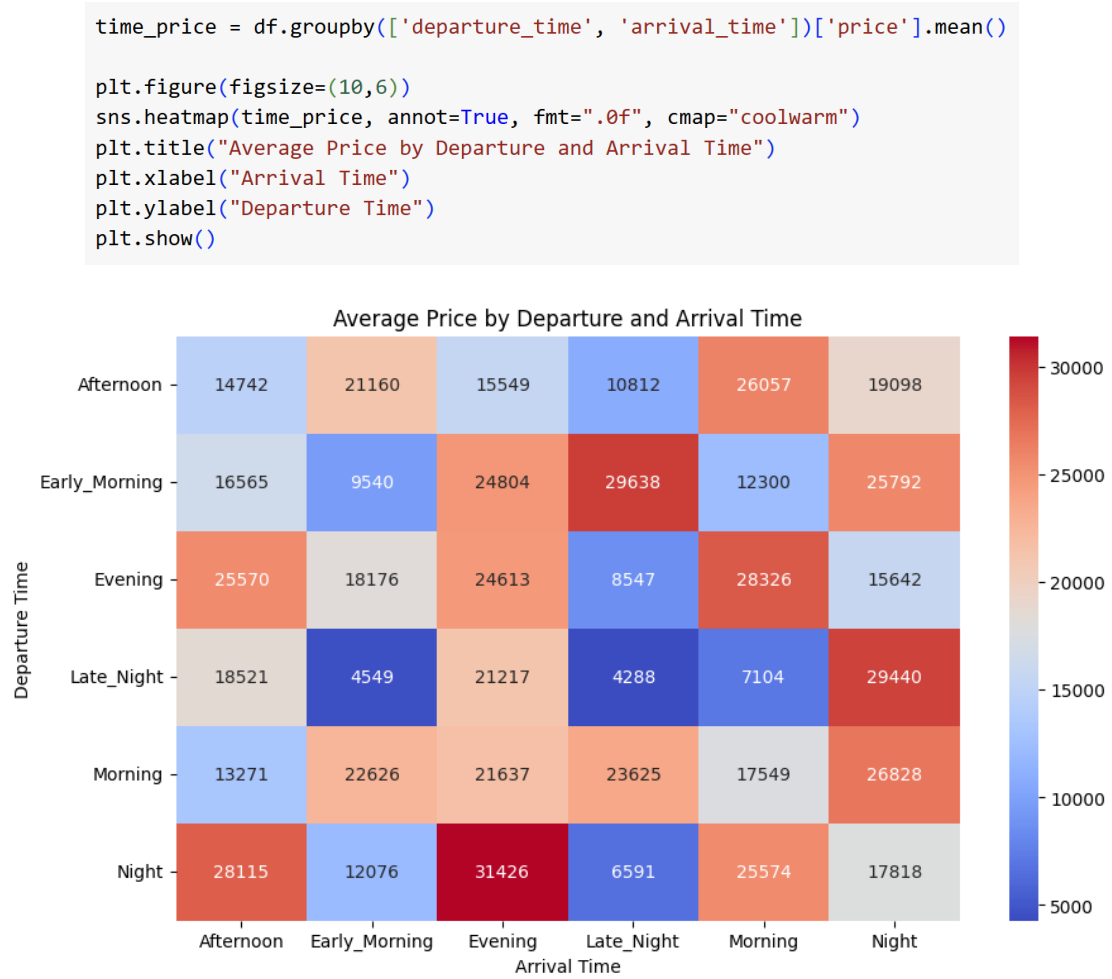 time_price = df.groupby(['departure_time', 'arrival_time'])['price'].mean()
plt.figure(figsize=(10,6))
sns.heatmap(time_price, annot=True, fmt=".0f", cmap="coolwarm")
plt.title("Average Price by Departure and Arrival Time")
plt.xlabel("Arrival Time")
plt.ylabel("Departure Time")
plt.show()
Average Price by Departure and Arrival Time
Departure Time
Afternoon 14742 21160 15549 10812 26057 19098
Early_Morning 16565 9540 24804 29638 12300 25792
Evening 25570 18176 24613 8547 28326 15642
Late_Night 18521 4549 21217 4288 7104 29440
Morning 13271 22626 21637 23625 17549 26828
Night 28115 12076 31426 6591 25574 17818
Afternoon Early_Morning Evening Late_Night Morning Night
Arrival Time
30000
25000
20000
15000
10000
5000